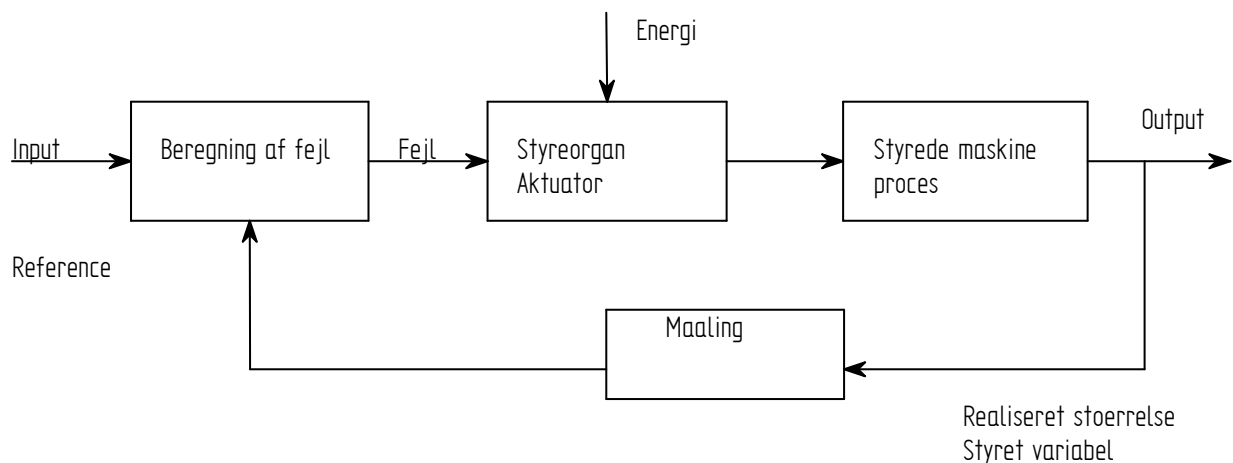 Energi
Input
Beregning af fejl
Fejl
Styreorgan
Aktuator
Styrede maskine
proces
Output
Reference
Maaling
Realiseret stoerrelse
Styret variabel